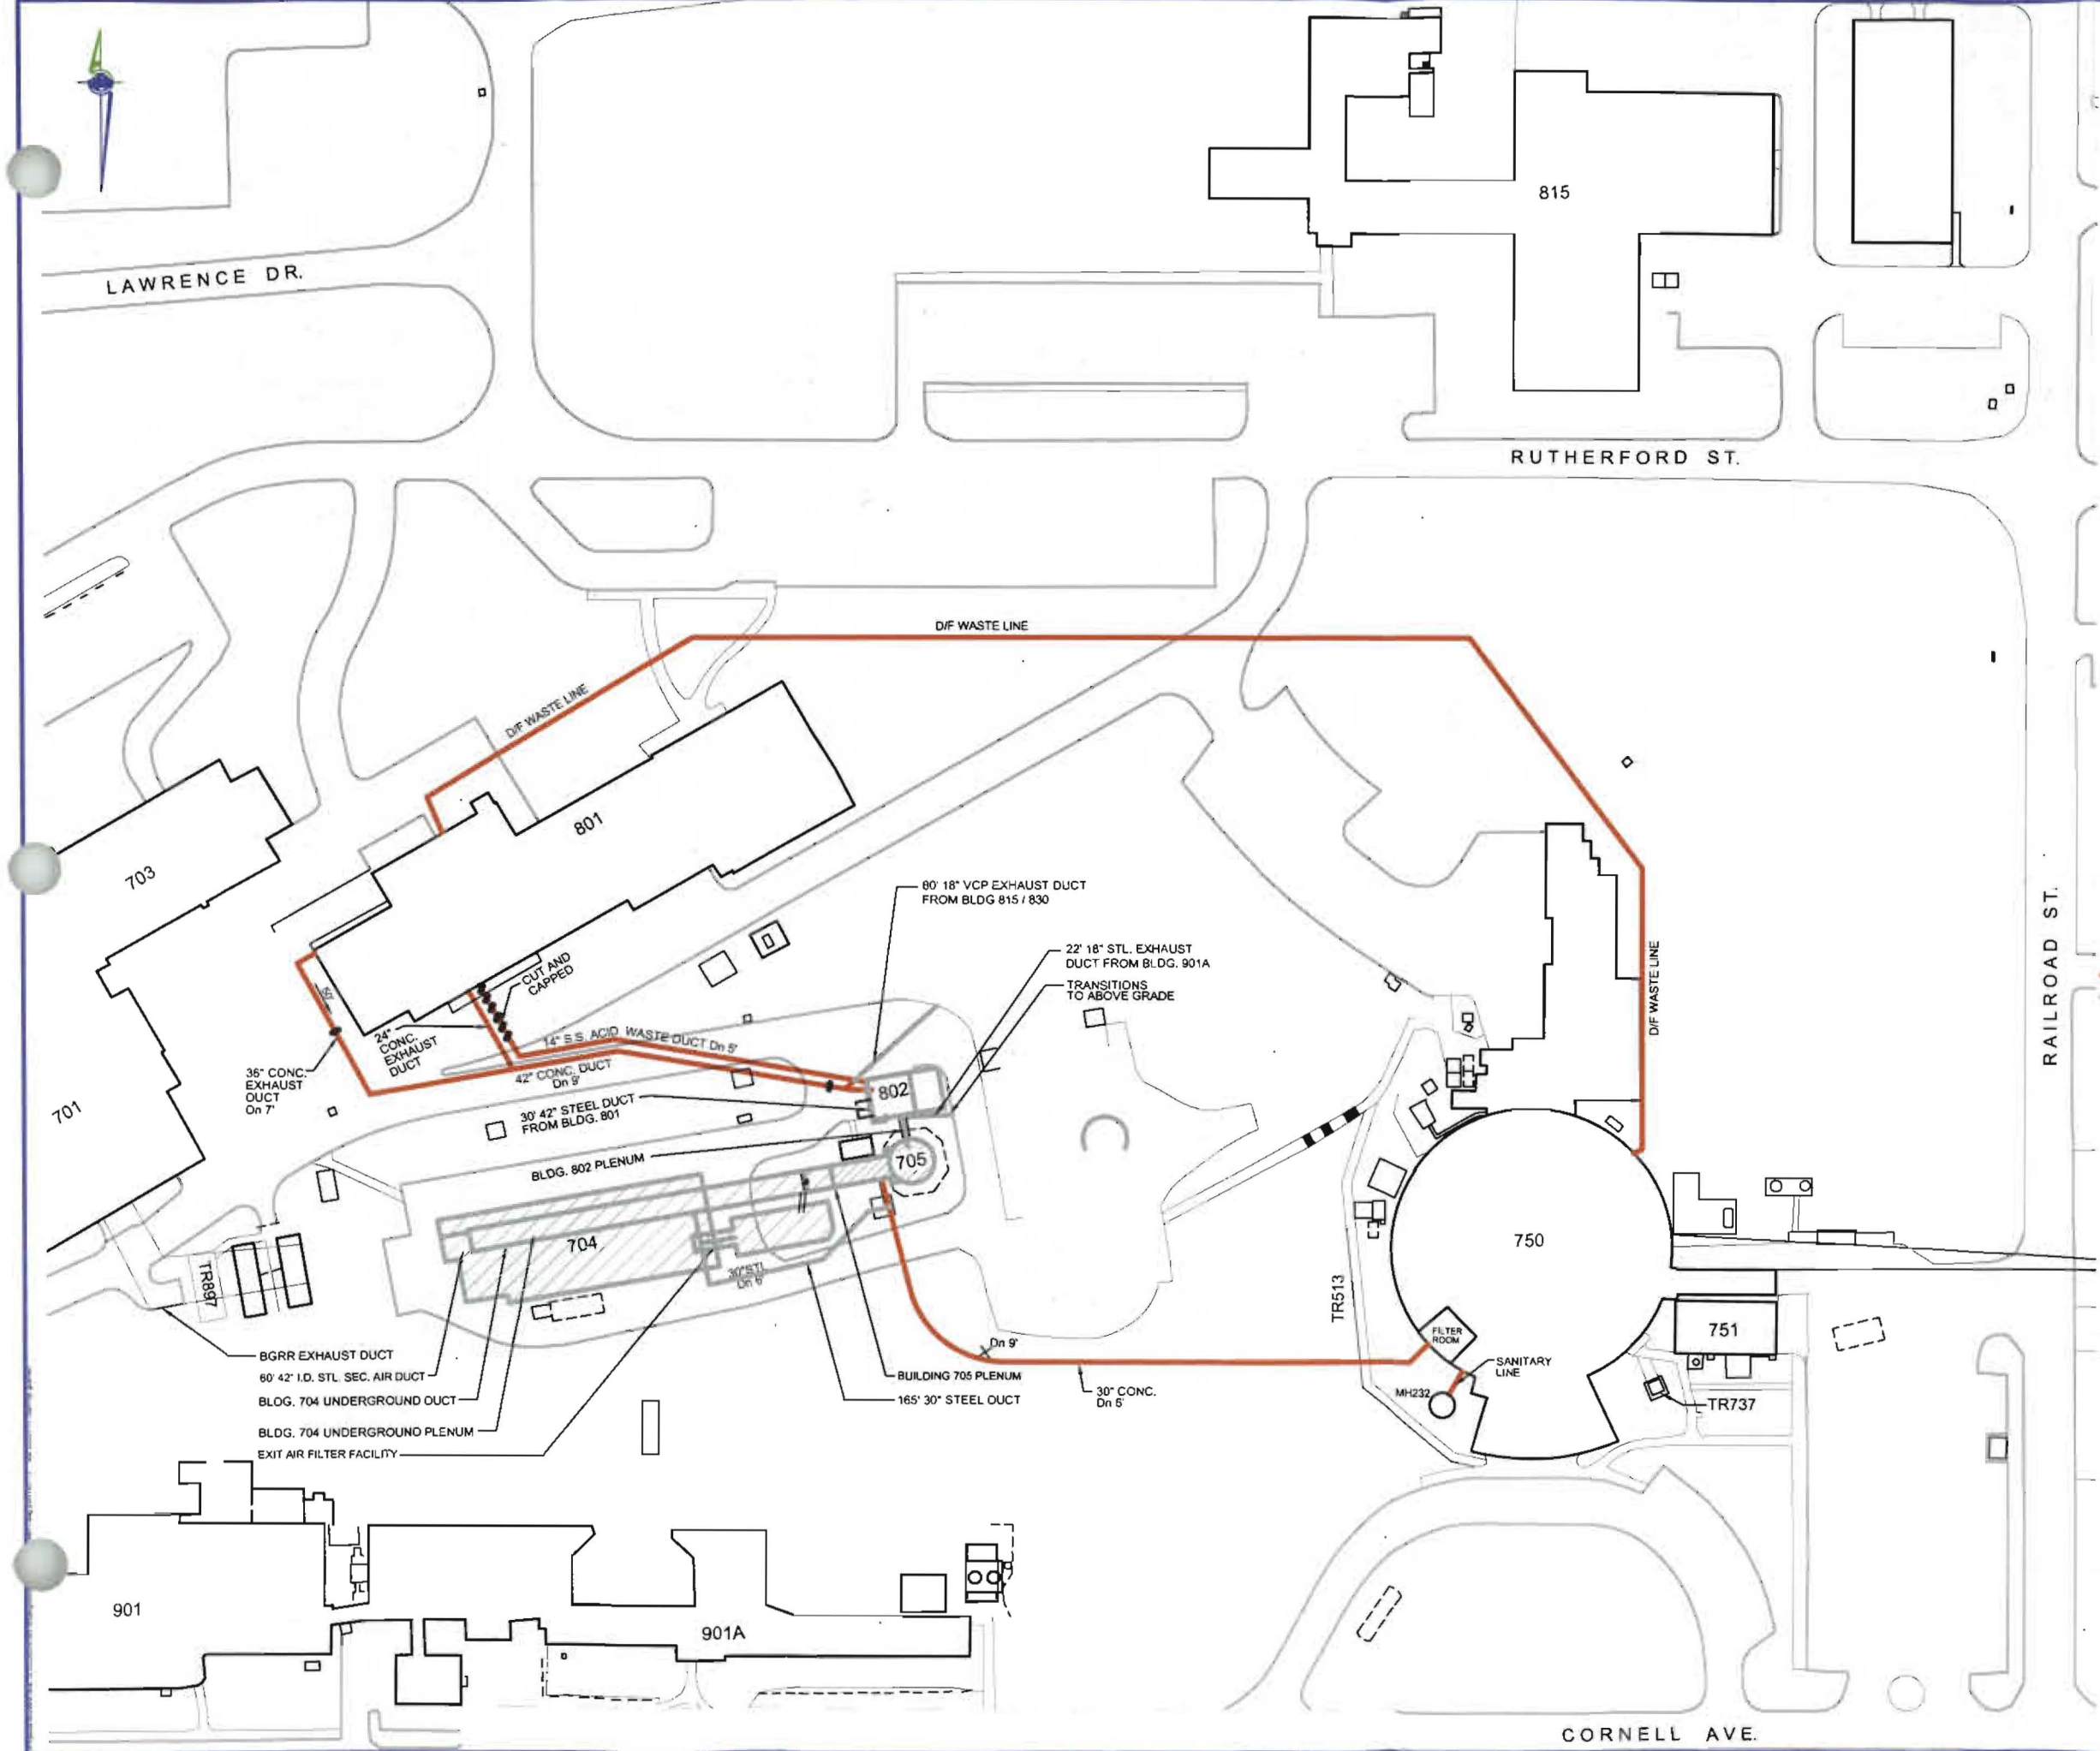 815
LAWRENCE DR.
RUTHERFORD ST.
D/F WASTE LINE
D/F WASTE LINE
801
703
80' 18" VCP EXHAUST DUCT
FROM BLDG 815 / 830
22' 18" STL. EXHAUST
DUCT FROM BLDG. 901A
TRANSITIONS
TO ABOVE GRADE
RAILROAD ST.
D/F WASTE LINE
CUT AND
CAPPED
24"
CONC.
EXHAUST
DUCT
14" S.S. ACID WASTE DUCT Dn 5'
42" CONC. DUCT
Dn 9'
36" CONC.
EXHAUST
DUCT
Dn 7'
701
802
30' 42" STEEL DUCT
FROM BLDG. 801
BLDG. 802 PLENUM
705
704
30" STL
Dn 6'
TR897
750
TR513
FILTER
ROOM
751
Dn 9'
SANITARY
LINE
MH232
TR737
BGRR EXHAUST DUCT
60' 42" I.D. STL. SEC. AIR DUCT
BLDG. 704 UNDERGROUND DUCT
BLDG. 704 UNDERGROUND PLENUM
EXIT AIR FILTER FACILITY
BUILDING 705 PLENUM
165' 30" STEEL DUCT
30" CONC.
Dn 6'
901
901A
CORNELL AVE.